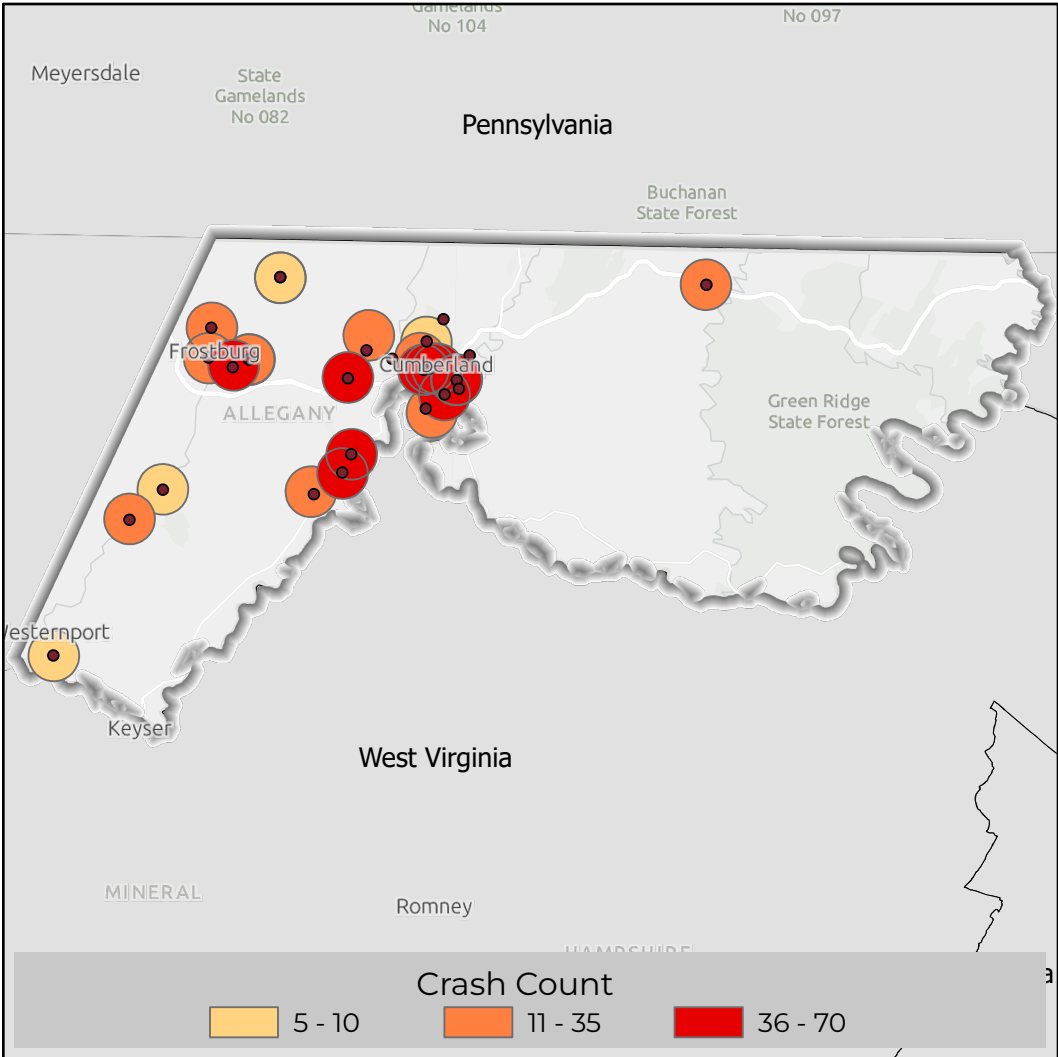 Gamelands
No 104
No 097
Meyersdale
State
Gamelands
No 082
Pennsylvania
Buchanan
State Forest
Frostburg
Cumberland
ALLEGANY
Green Ridge
State Forest
Westernport
Keyser
West Virginia
MINERAL
Romney
HAMPSHIRE
Crash Count
5 - 10
11 - 35
36 - 70